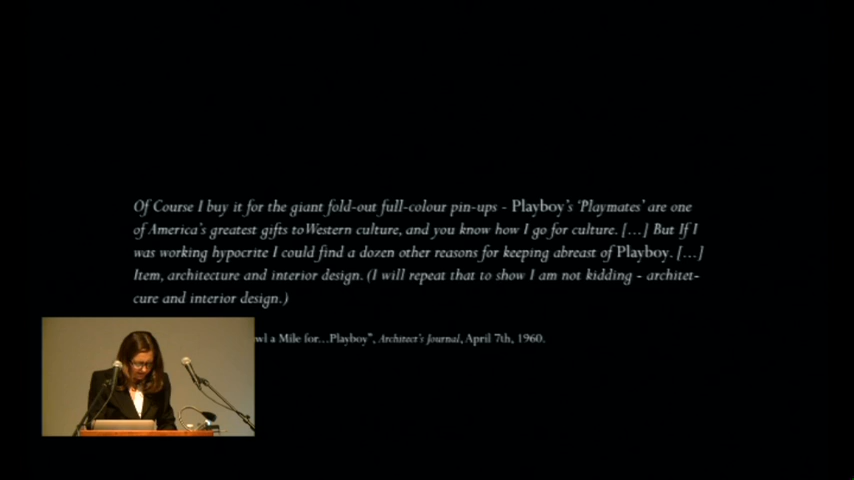 Of Course I buy it for the giant fold-out full-colour pin-ups - Playboy's 'Playmates' are one
of America's greatest gifts to Western culture, and you know how I go for culture. [...] But If I
was working hypocrite I could find a dozen other reasons for keeping abreast of Playboy. [...]
Item, architecture and interior design. (I will repeat that to show I am not kidding - architet-
cure and interior design.)
a Mile for...Playboy", Architect's Journal, April 7th, 1960.